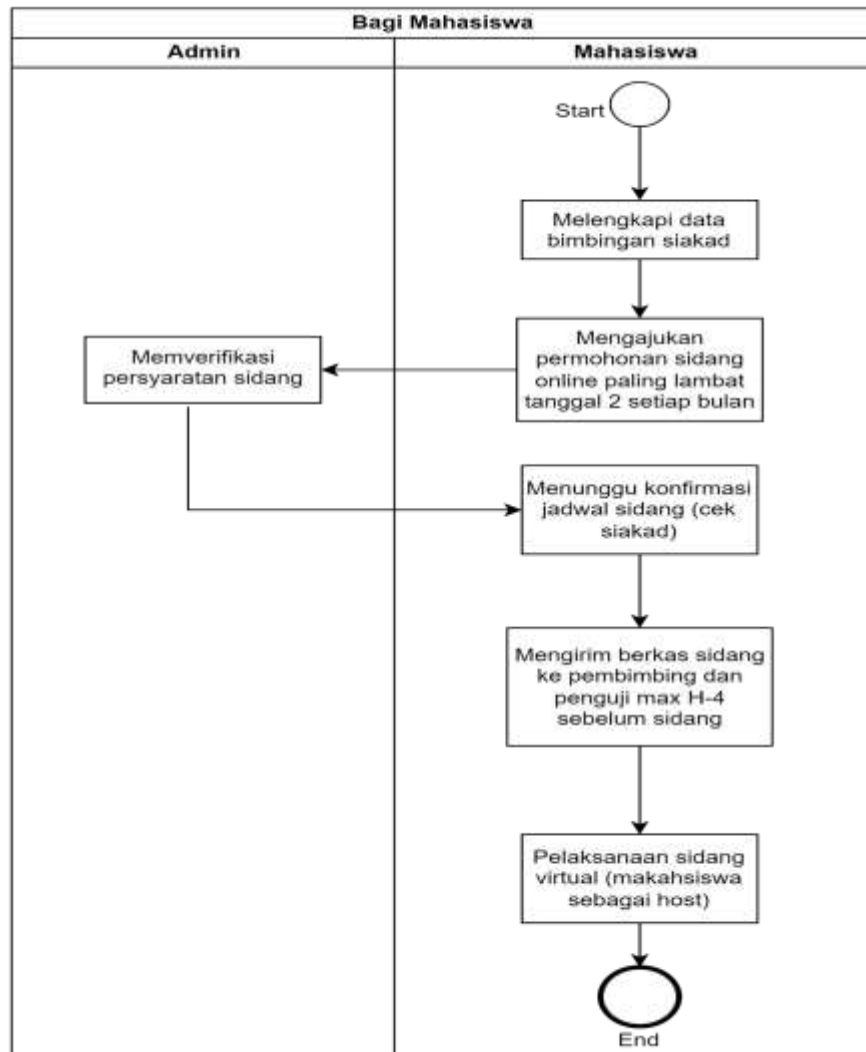 Bagi Mahasiswa
Admin
Mahasiswa
Start
Melengkapi data
bimbingan siakad
Mengajukan
permohonan sidang
online paling lambat
tanggal 2 setiap bulan
Memverifikasi
persyaratan sidang
Menunggu konfirmasi
jadwal sidang (cek
siakad)
Mengirim berkas sidang
ke pembimbing dan
penguji max H-4
sebelum sidang
Pelaksanaan sidang
virtual (makahsiswa
sebagai host)
End